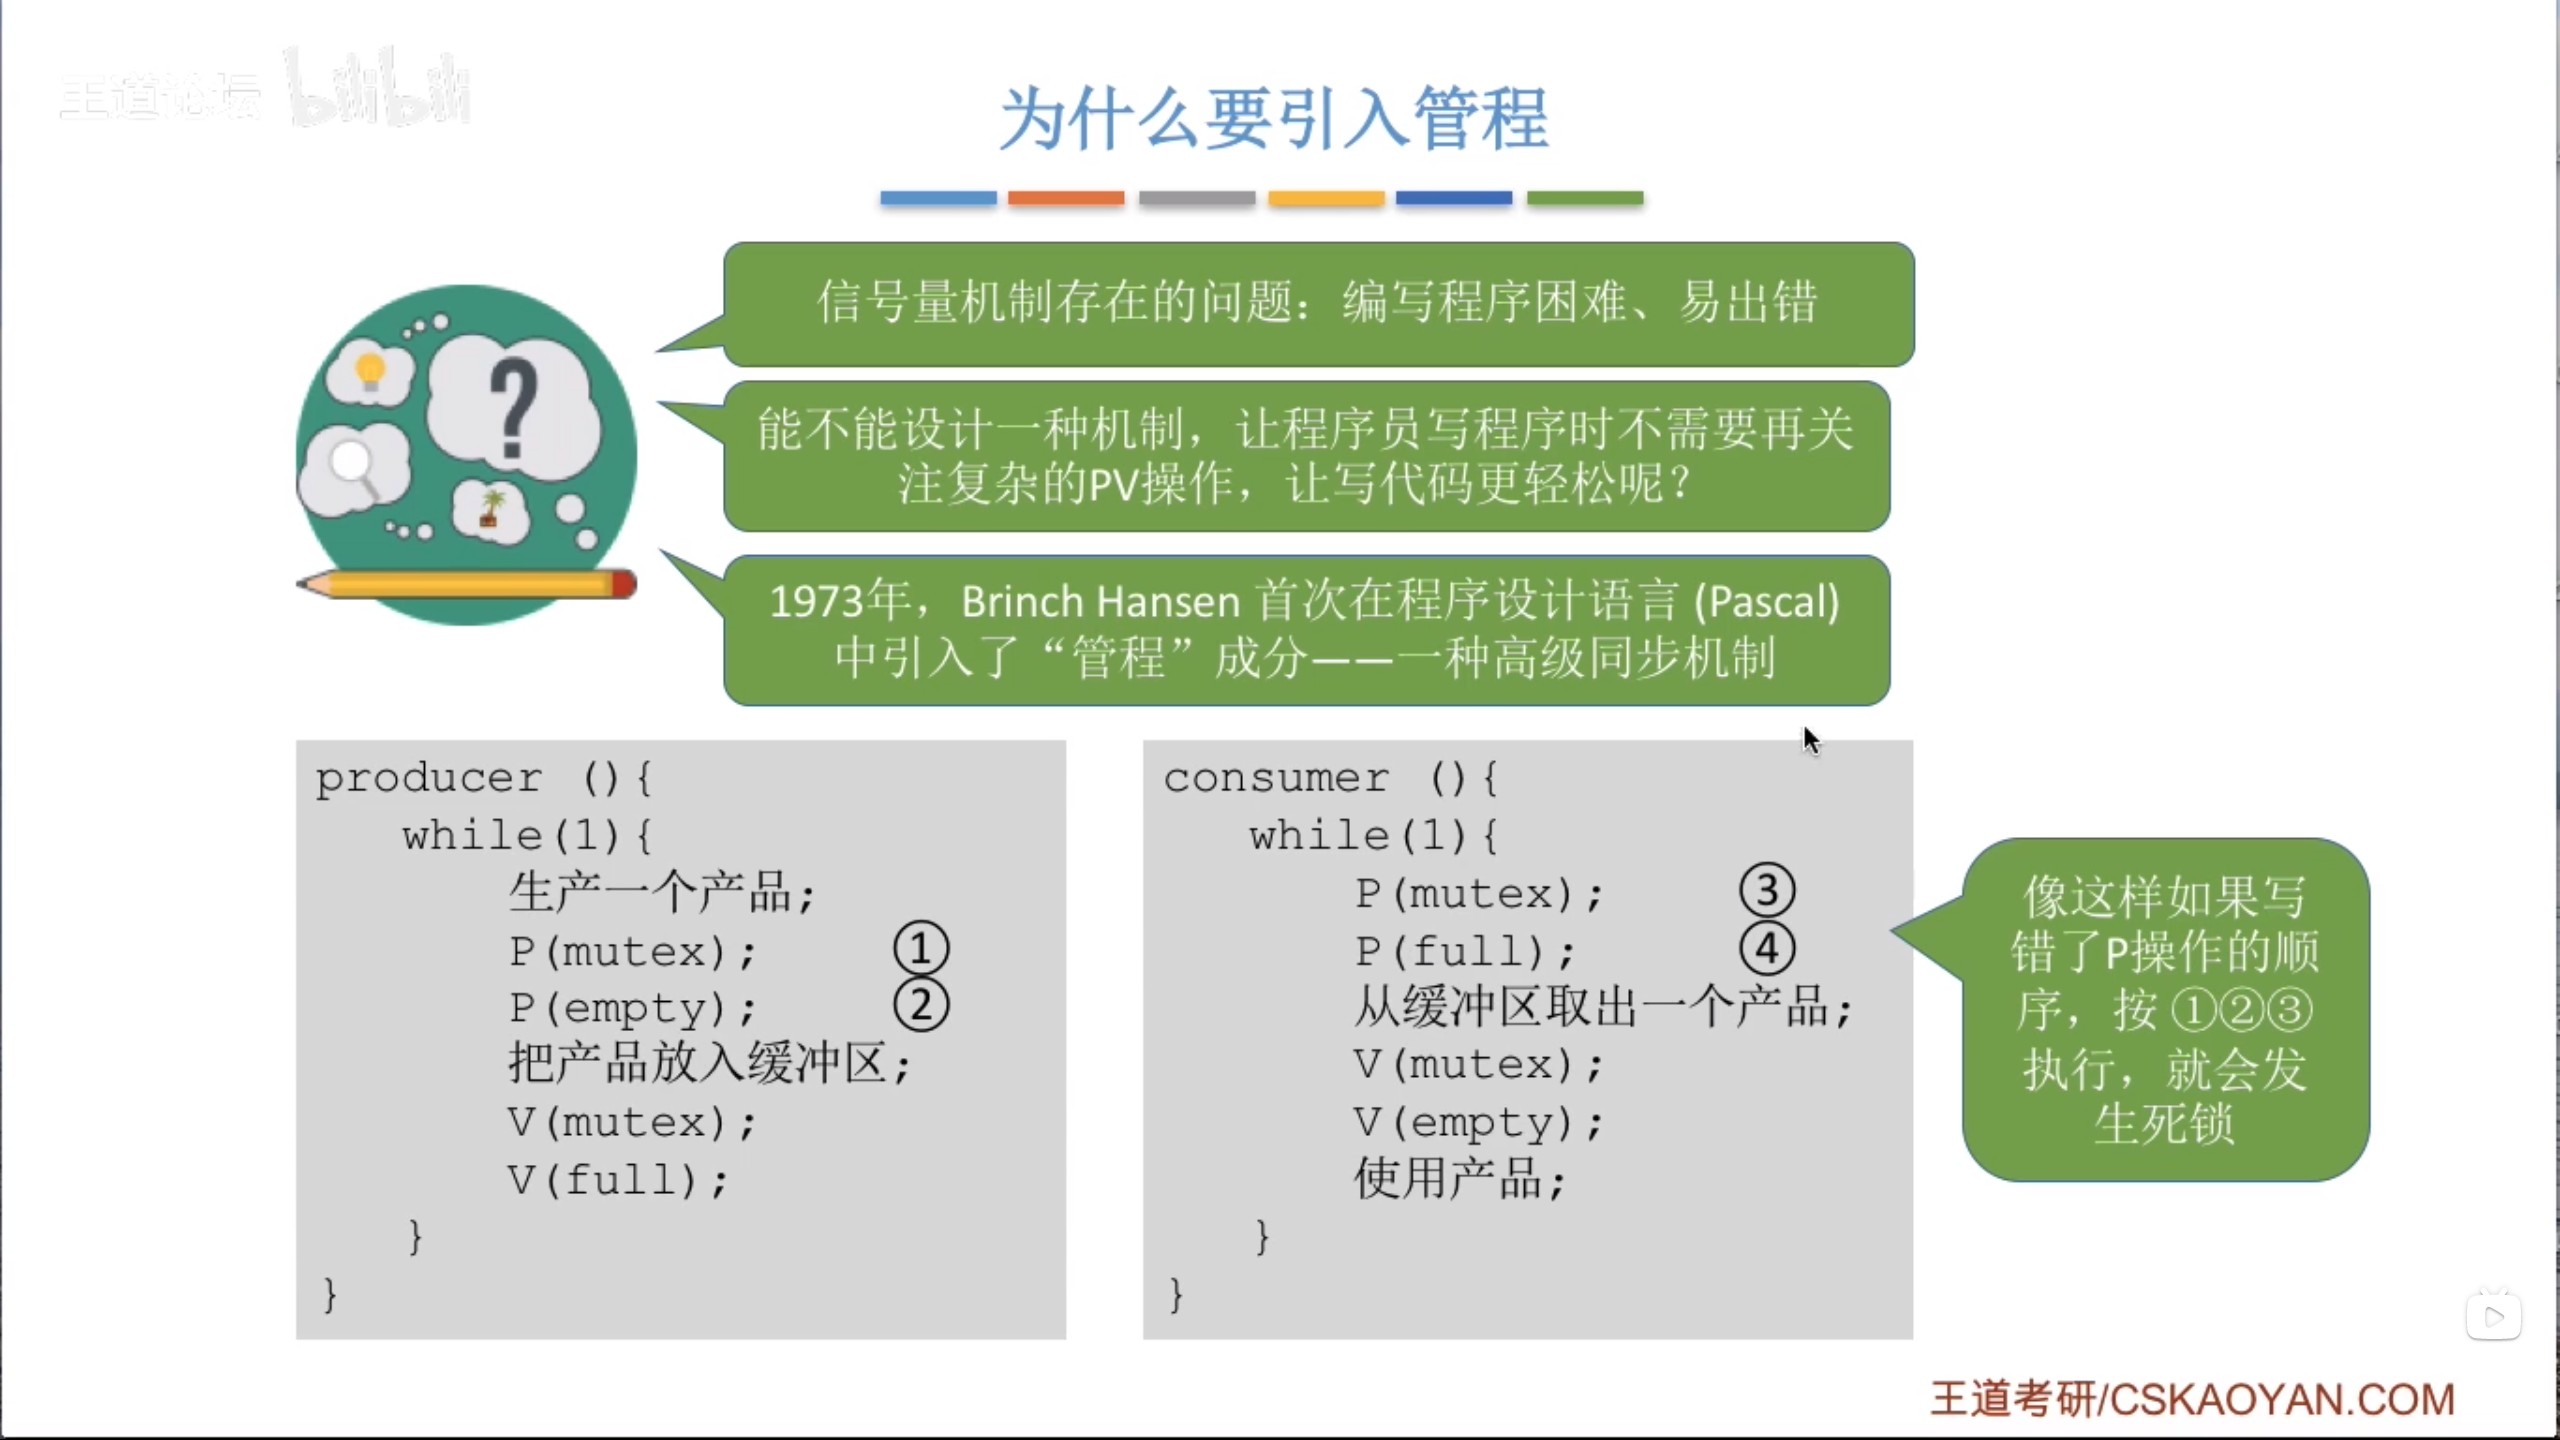 王道论坛 bilibili
为什么要引入管程
信号量机制存在的问题：编写程序困难、易出错
能不能设计一种机制，让程序员写程序时不需要再关
注复杂的PV操作，让写代码更轻松呢？
1973年，Brinch Hansen 首次在程序设计语言 (Pascal)
中引入了“管程”成分——一种高级同步机制
?
producer (){
while(1){
生产一个产品;
P(mutex); ①
P(empty); ②
把产品放入缓冲区;
V(mutex);
V(full);
}
}
consumer (){
while(1){
P(mutex); ③
P(full); ④
从缓冲区取出一个产品;
V(mutex);
V(empty);
使用产品;
}
}
像这样如果写
错了P操作的顺
序，按 ①②③
执行，就会发
生死锁
王道考研/CSKAOYAN.COM